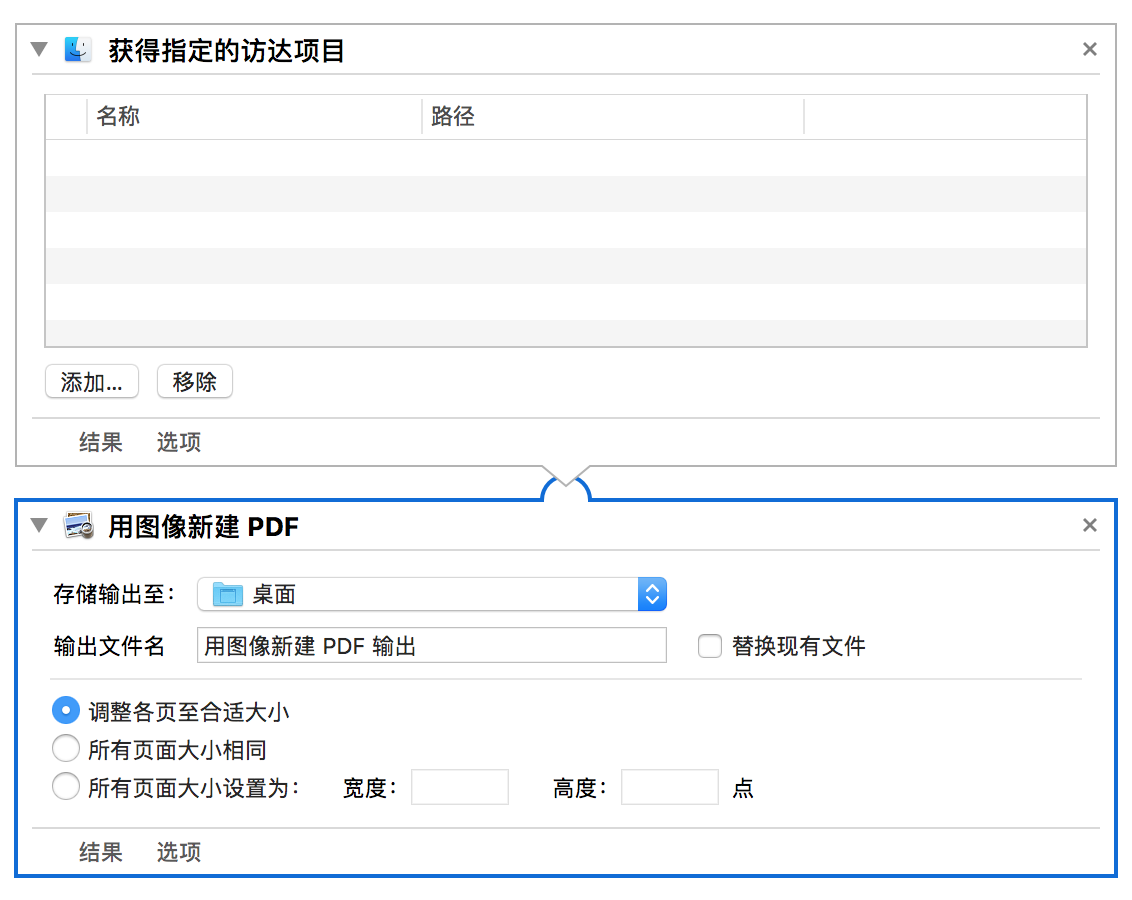 获得指定的访达项目
名称 路径
添加... 移除
结果 选项
用图像新建 PDF
存储输出至： 桌面
输出文件名 用图像新建 PDF 输出 替换现有文件
调整各页至合适大小
所有页面大小相同
所有页面大小设置为： 宽度： 高度： 点
结果 选项